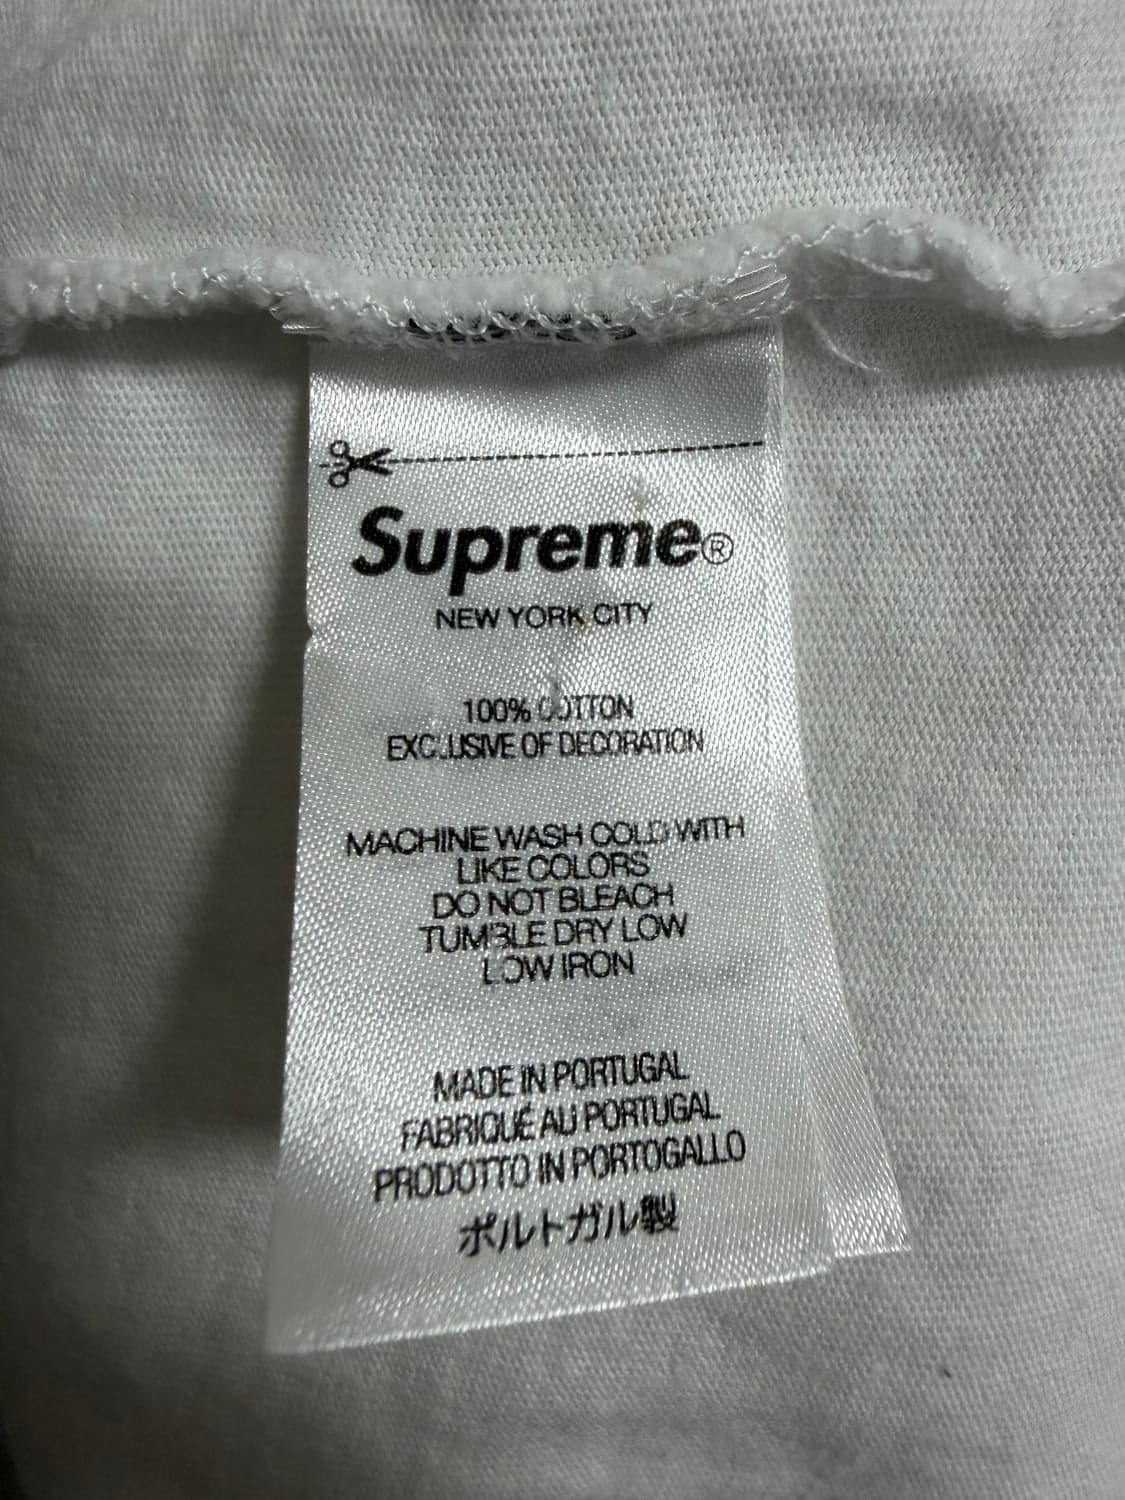 Supreme®
NEW YORK CITY
100% COTTON
EXCLUSIVE OF DECORATION
MACHINE WASH COLD WITH
LIKE COLORS
DO NOT BLEACH
TUMBLE DRY LOW
LOW IRON
MADE IN PORTUGAL
FABRIQUÉ AU PORTUGAL
PRODOTTO IN PORTOGALLO
ポルトガル製